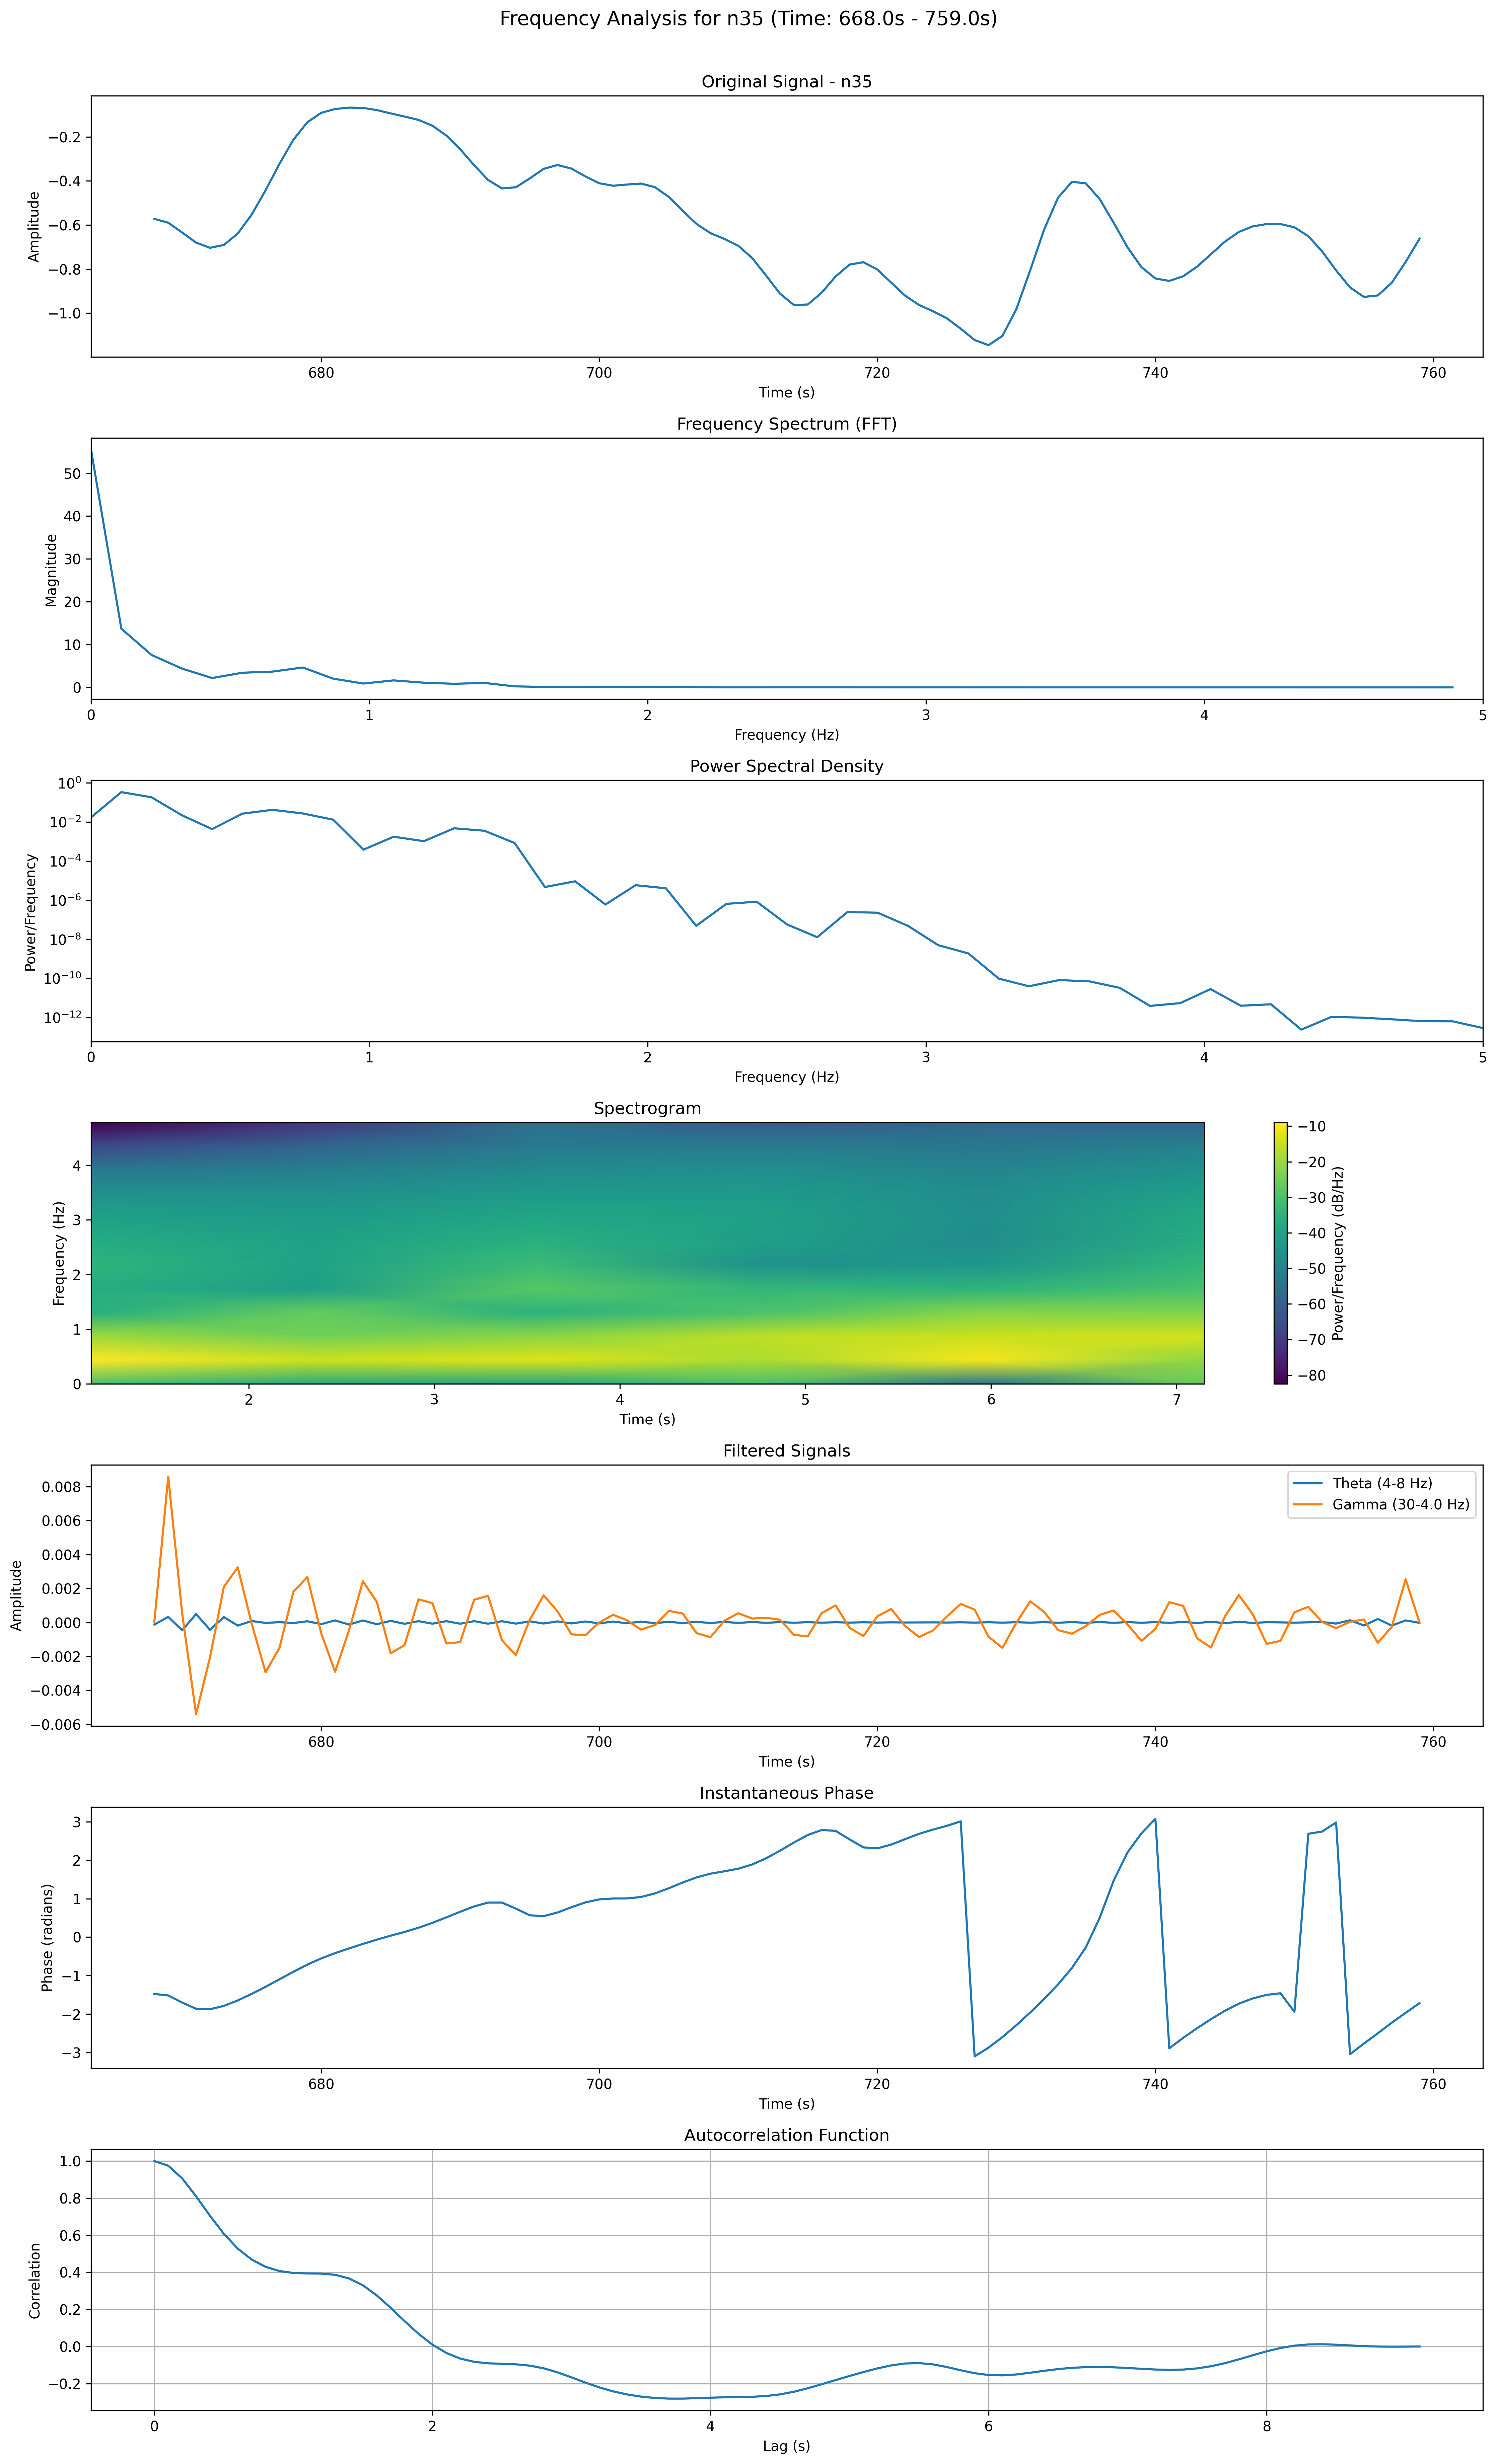 Frequency Analysis for n35 (Time: 668.0s - 759.0s)
Original Signal - n35
Amplitude
−0.2
−0.4
−0.6
−0.8
−1.0
680 700 720 740 760
Time (s)
Frequency Spectrum (FFT)
Magnitude
50
40
30
20
10
0
0 1 2 3 4 5
Frequency (Hz)
Power Spectral Density
Power/Frequency
10⁰
10⁻²
10⁻⁴
10⁻⁶
10⁻⁸
10⁻¹⁰
10⁻¹²
0 1 2 3 4 5
Frequency (Hz)
Spectrogram
Frequency (Hz)
4
3
2
1
0
2 3 4 5 6 7
Time (s)
−10
−20
−30
−40
−50
−60
−70
−80
Power/Frequency (dB/Hz)
Filtered Signals
Amplitude
0.008
0.006
0.004
0.002
0.000
−0.002
−0.004
−0.006
Theta (4-8 Hz)
Gamma (30-4.0 Hz)
680 700 720 740 760
Time (s)
Instantaneous Phase
Phase (radians)
3
2
1
0
−1
−2
−3
680 700 720 740 760
Time (s)
Autocorrelation Function
Correlation
1.0
0.8
0.6
0.4
0.2
0.0
−0.2
0 2 4 6 8
Lag (s)